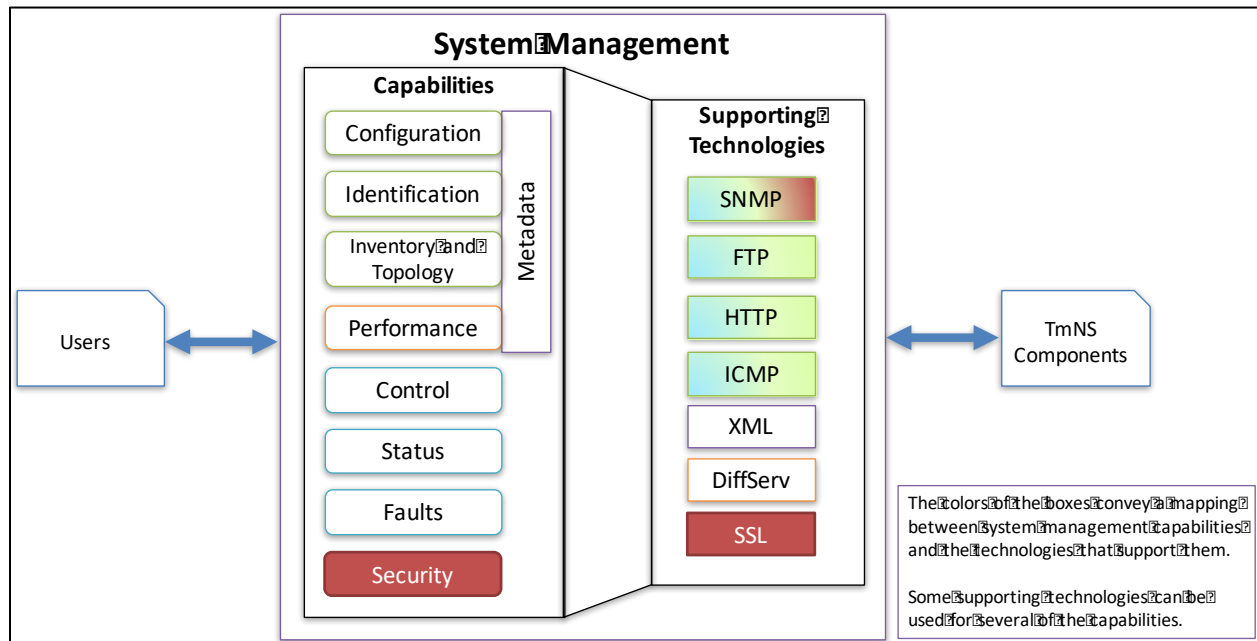 System Management
Capabilities
Configuration
Identification
Inventory and
Topology
Performance
Control
Status
Faults
Security
Metadata
Supporting
Technologies
SNMP
FTP
HTTP
ICMP
XML
DiffServ
SSL
Users
TmNS
Components
The colors of the boxes convey a mapping
between system management capabilities
and the technologies that support them.
Some supporting technologies can be
used for several of the capabilities.